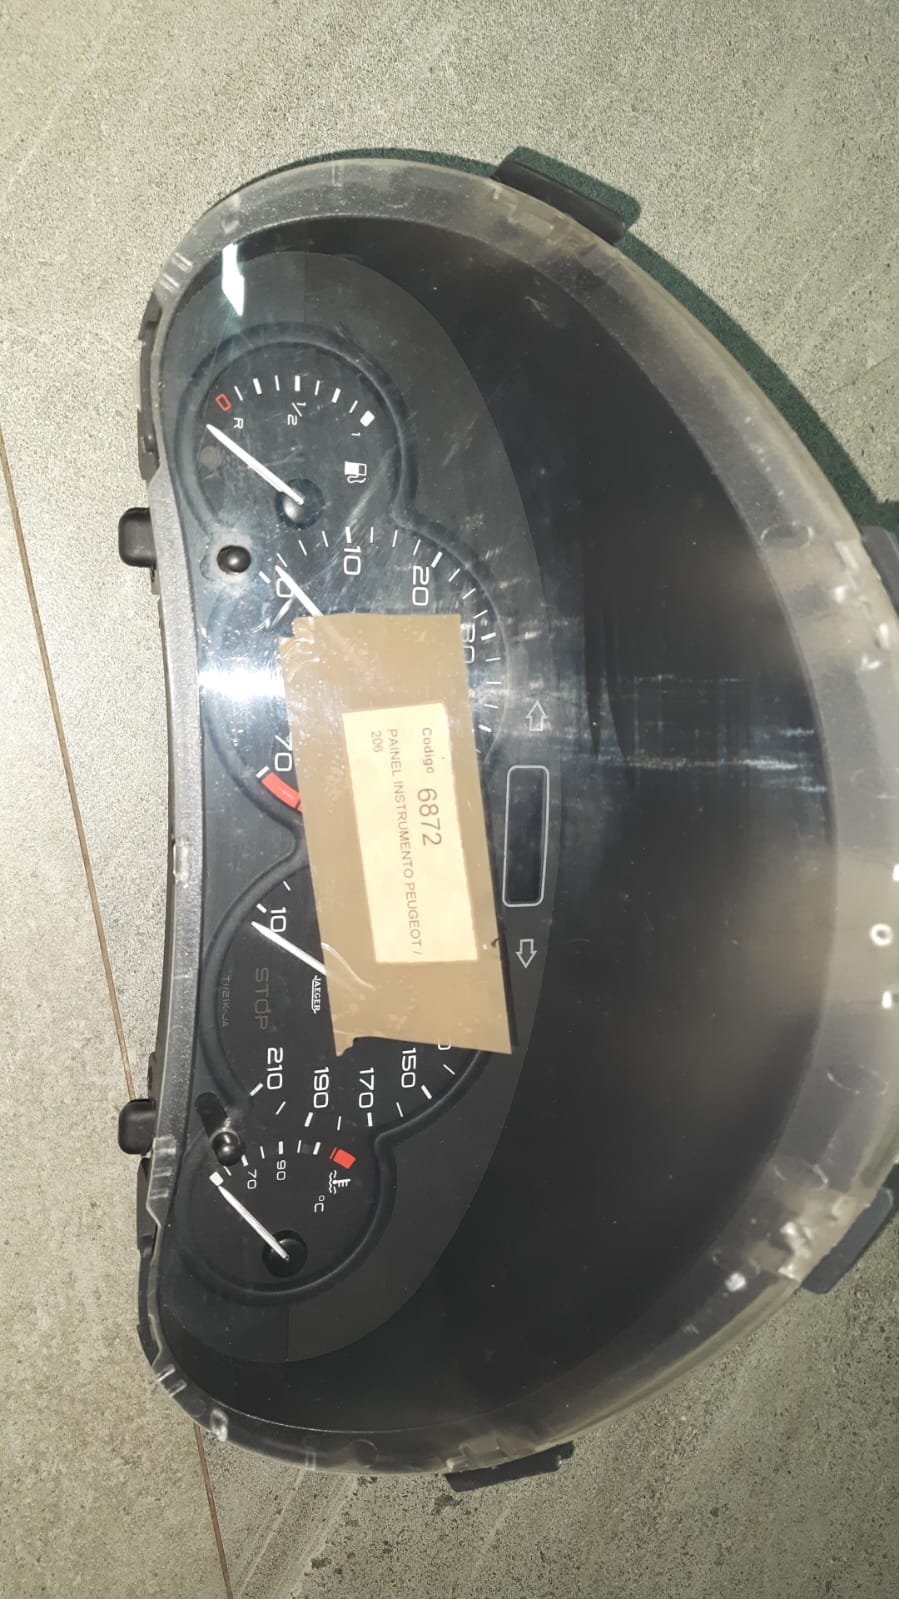 R
1/2
1
0
10
20
30
70
Codigo 6872
PAINEL INSTRUMENTO PEUGEOT /
206
10
JAEGER
STOP
150
170
190
210
70
90
°C